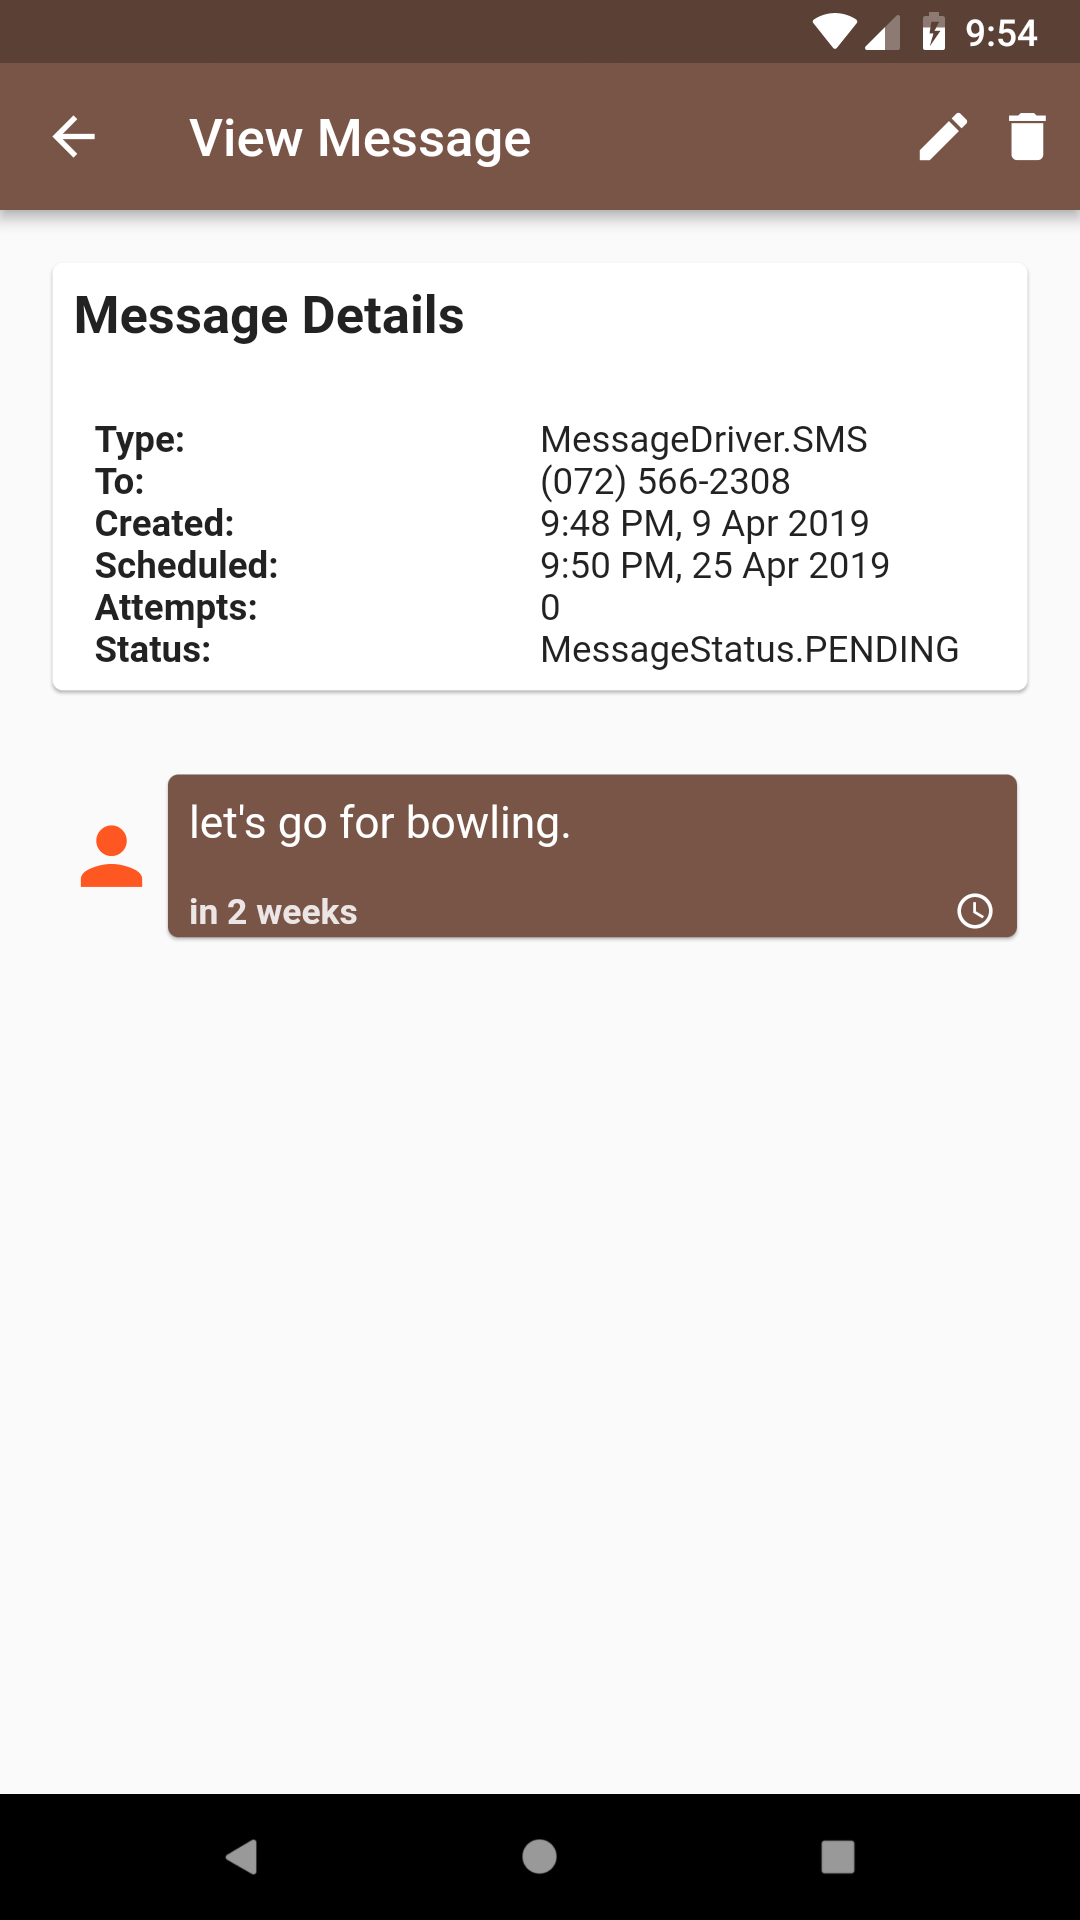 9:54
View Message
Message Details
Type: MessageDriver.SMS
To: (072) 566-2308
Created: 9:48 PM, 9 Apr 2019
Scheduled: 9:50 PM, 25 Apr 2019
Attempts: 0
Status: MessageStatus.PENDING
let's go for bowling.
in 2 weeks